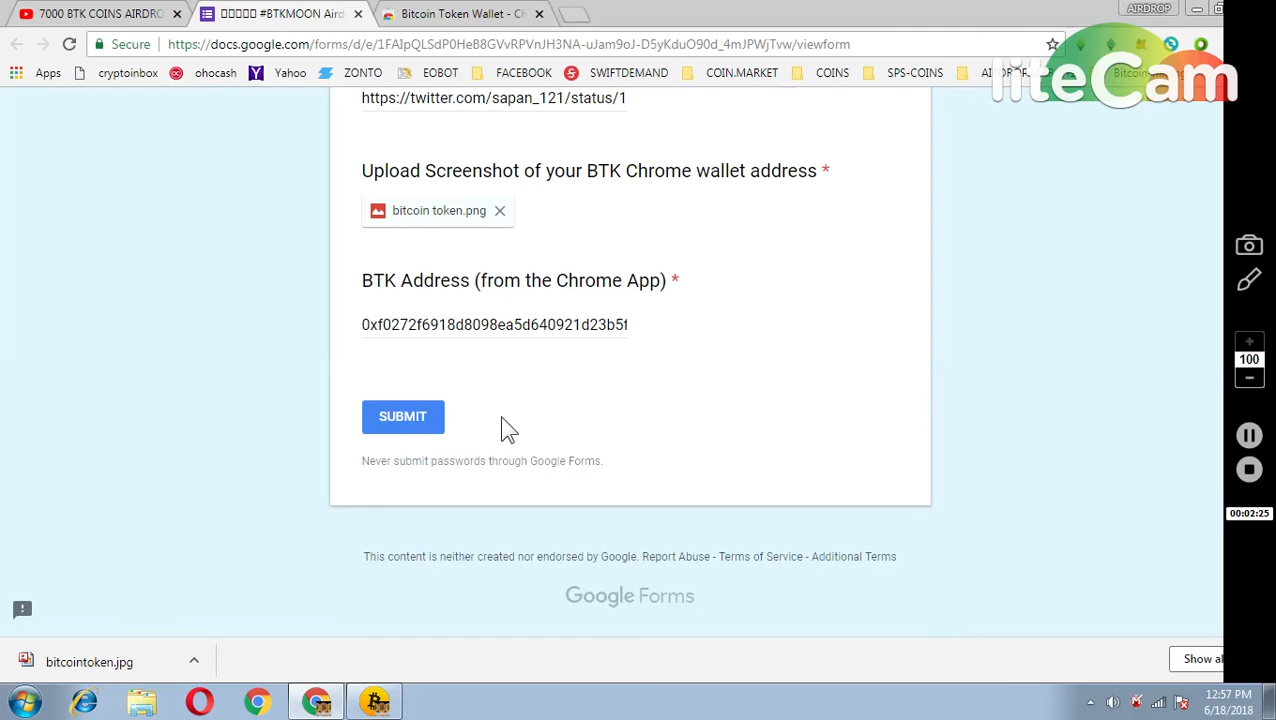 7000 BTK COINS AIRDRO
#BTKMOON Aird
Bitcoin Token Wallet - Ch
AIRDROP
Secure
https://docs.google.com/forms/d/e/1FAIpQLSdP0HeB8GVvRPVnJH3NA-uJam9oJ-D5yKduO90d_4mJPWjTvw/viewform
Apps
cryptoinbox
ohocash
Yahoo
ZONTO
EOBOT
FACEBOOK
SWIFTDEMAND
COIN.MARKET
COINS
SPS-COINS
liteCam
https://twitter.com/sapan_121/status/1
Upload Screenshot of your BTK Chrome wallet address *
bitcoin token.png
BTK Address (from the Chrome App) *
0xf0272f6918d8098ea5d640921d23b5f
100
SUBMIT
Never submit passwords through Google Forms.
00:02:25
This content is neither created nor endorsed by Google. Report Abuse - Terms of Service - Additional Terms
Google Forms
bitcointoken.jpg
Show al
12:57 PM
6/18/2018